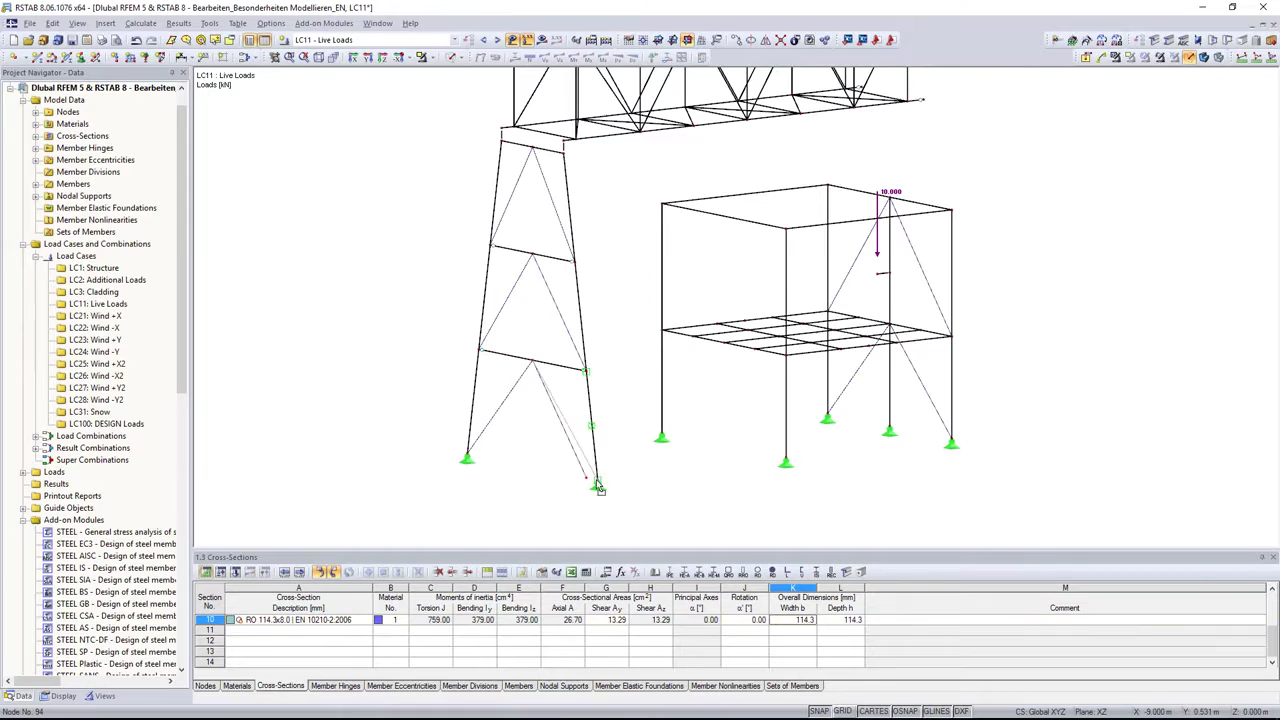 RSTAB 8.06.1076 x64 - [Dlubal RFEM 5 & RSTAB 8 - Bearbeiten_Besonderheiten Modellieren_EN, LC11*]
File Edit View Insert Calculate Results Tools Table Options Add-on Modules Window Help
LC11 - Live Loads
Project Navigator - Data
LC11 : Live Loads
Loads [kN]
Dlubal RFEM 5 & RSTAB 8 - Bearbeiten
Model Data
Nodes
Materials
Cross-Sections
Member Hinges
Member Eccentricities
Member Divisions
Members
Nodal Supports
Member Elastic Foundations
Member Nonlinearities
Sets of Members
Load Cases and Combinations
Load Cases
LC1: Structure
LC2: Additional Loads
LC3: Cladding
LC11: Live Loads
LC21: Wind +X
LC22: Wind -X
LC23: Wind +Y
LC24: Wind -Y
LC25: Wind +X2
LC26: Wind -X2
LC27: Wind +Y2
LC28: Wind -Y2
LC31: Snow
LC100: DESIGN Loads
Load Combinations
Result Combinations
Super Combinations
Loads
Results
Printout Reports
Guide Objects
Add-on Modules
STEEL - General stress analysis of s
STEEL EC3 - Design of steel memb
STEEL AISC - Design of steel mem
STEEL IS - Design of steel membe
STEEL SIA - Design of steel memb
STEEL BS - Design of steel membe
STEEL GB - Design of steel memb
STEEL CSA - Design of steel mem
STEEL AS - Design of steel memb
STEEL NTC-DF - Design of steel m
STEEL SP - Design of steel membe
STEEL Plastic - Design of steel me
10.000
1.3 Cross-Sections
A B C D E F G H I J K L M
Section Cross-Section Material Moments of inertia [cm⁴] Cross-Sectional Areas [cm²] Principal Axes Rotation Overall Dimensions [mm]
No. Description [mm] No. Torsion J Bending Iy Bending Iz Axial A Shear Ay Shear Az α [°] α' [°] Width b Depth h Comment
10 RO 114.3x8.0 | EN 10210-2:2006 1 759.00 379.00 379.00 26.70 13.29 13.29 0.00 0.00 114.3 114.3
11
12
13
14
Nodes Materials Cross-Sections Member Hinges Member Eccentricities Member Divisions Members Nodal Supports Member Elastic Foundations Member Nonlinearities Sets of Members
Data Display Views
Node No. 94
SNAP GRID CARTES OSNAP GLINES DXF CS: Global XYZ Plane: XZ X: -9.000 m Y: 0.531 m Z: 0.000 m